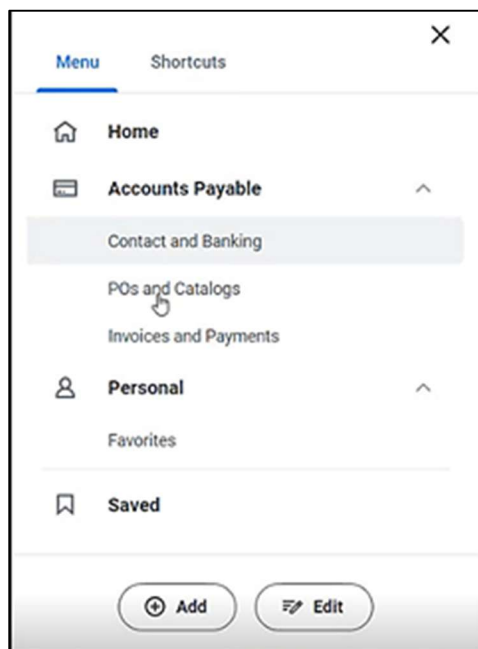 Menu Shortcuts
Home
Accounts Payable
Contact and Banking
POs and Catalogs
Invoices and Payments
Personal
Favorites
Saved
Add Edit